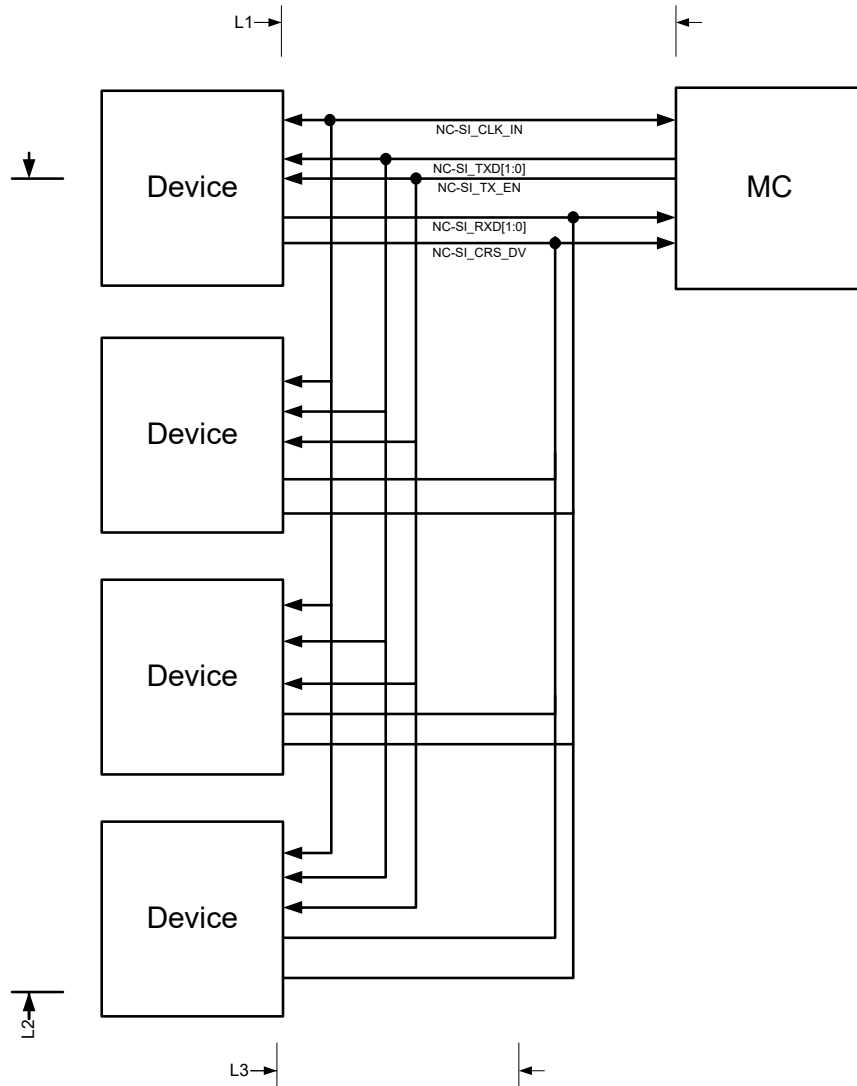 L1
Device
MC
NC-SI_CLK_IN
NC-SI_TXD[1:0]
NC-SI_TX_EN
NC-SI_RXD[1:0]
NC-SI_CRS_DV
Device
Device
Device
L2
L3